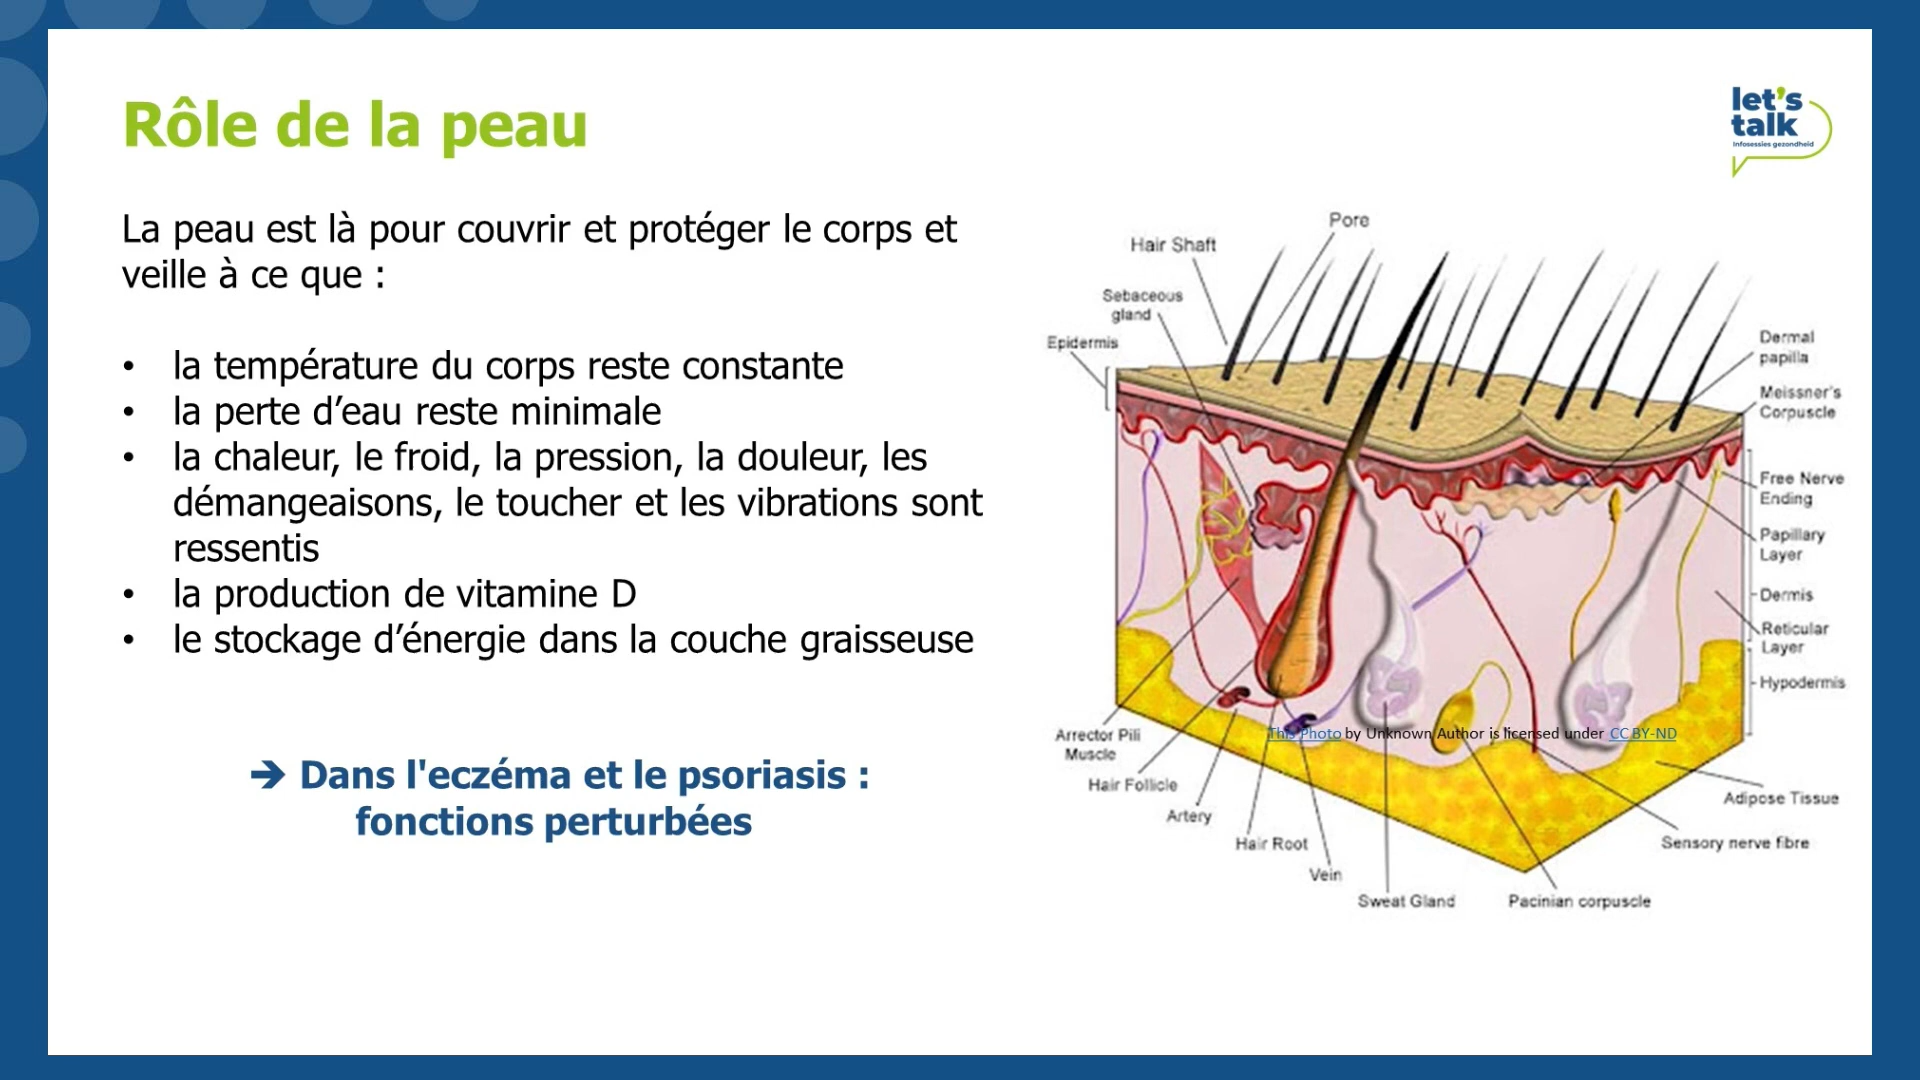 Rôle de la peau
let's
talk
Infosessies gezondheid
La peau est là pour couvrir et protéger le corps et
veille à ce que :
• la température du corps reste constante
• la perte d’eau reste minimale
• la chaleur, le froid, la pression, la douleur, les
démangeaisons, le toucher et les vibrations sont
ressentis
• la production de vitamine D
• le stockage d’énergie dans la couche graisseuse
➔ Dans l'eczéma et le psoriasis :
fonctions perturbées
Pore
Hair Shaft
Sebaceous
gland
Epidermis
Dermal
papilla
Meissner's
Corpuscle
Free Nerve
Ending
Papillary
Layer
Dermis
Reticular
Layer
Hypodermis
This Photo by Unknown Author is licensed under CC BY-ND
Arrector Pili
Muscle
Hair Follicle
Artery
Hair Root
Vein
Sweat Gland
Pacinian corpuscle
Sensory nerve fibre
Adipose Tissue